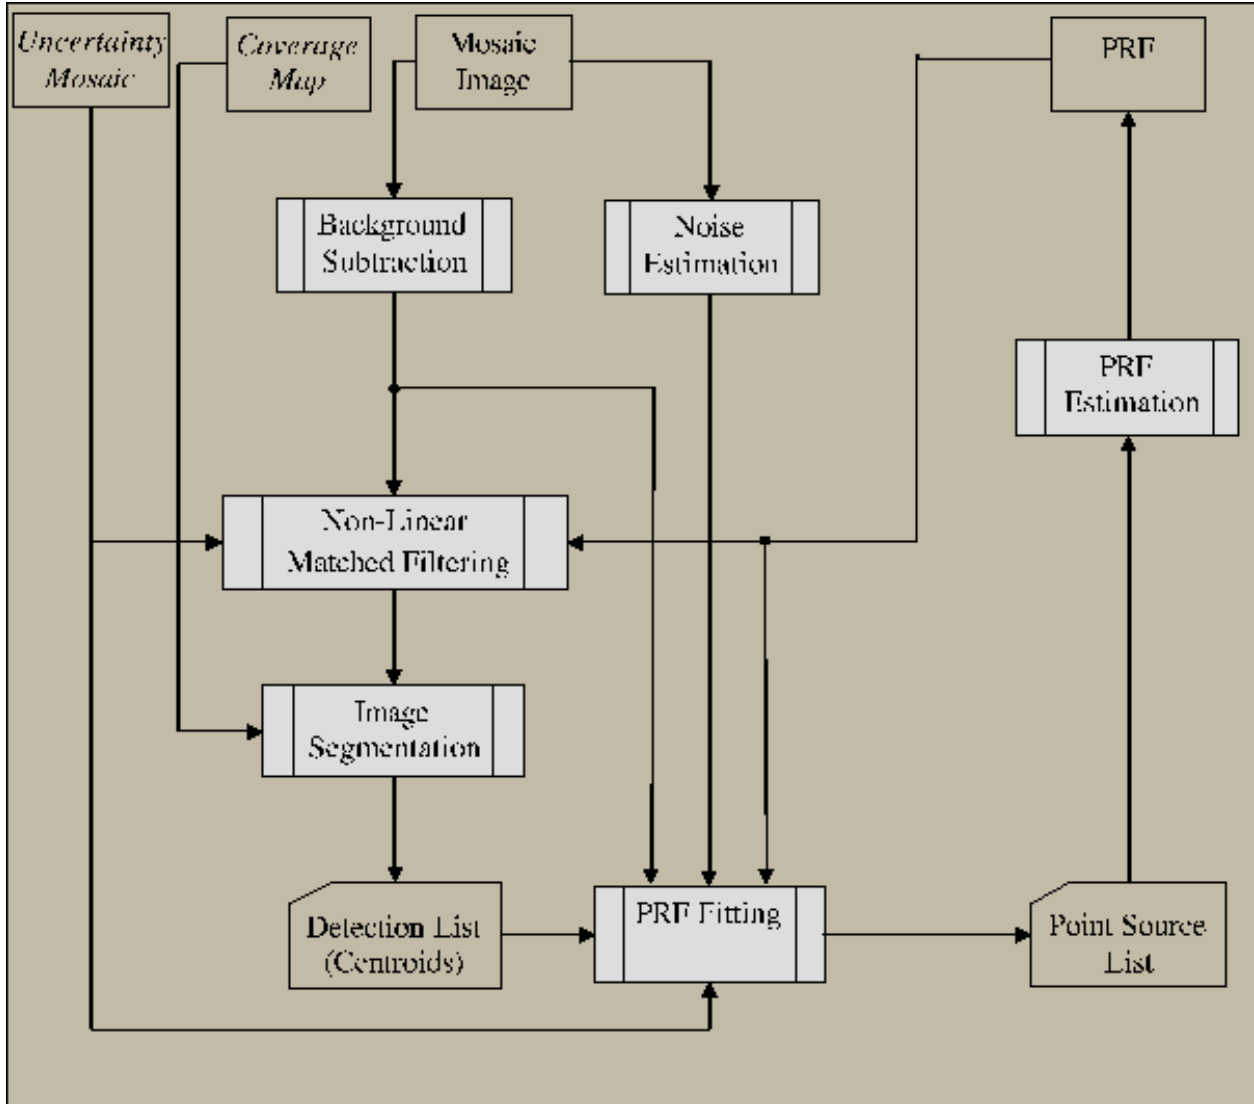 Uncertainty
Mosaic
Coverage
Map
Mosaic
Image
PRF
Background
Subtraction
Noise
Estimation
PRF
Estimation
Non-Linear
Matched Filtering
Image
Segmentation
Detection List
(Centroids)
PRF Fitting
Point Source
List